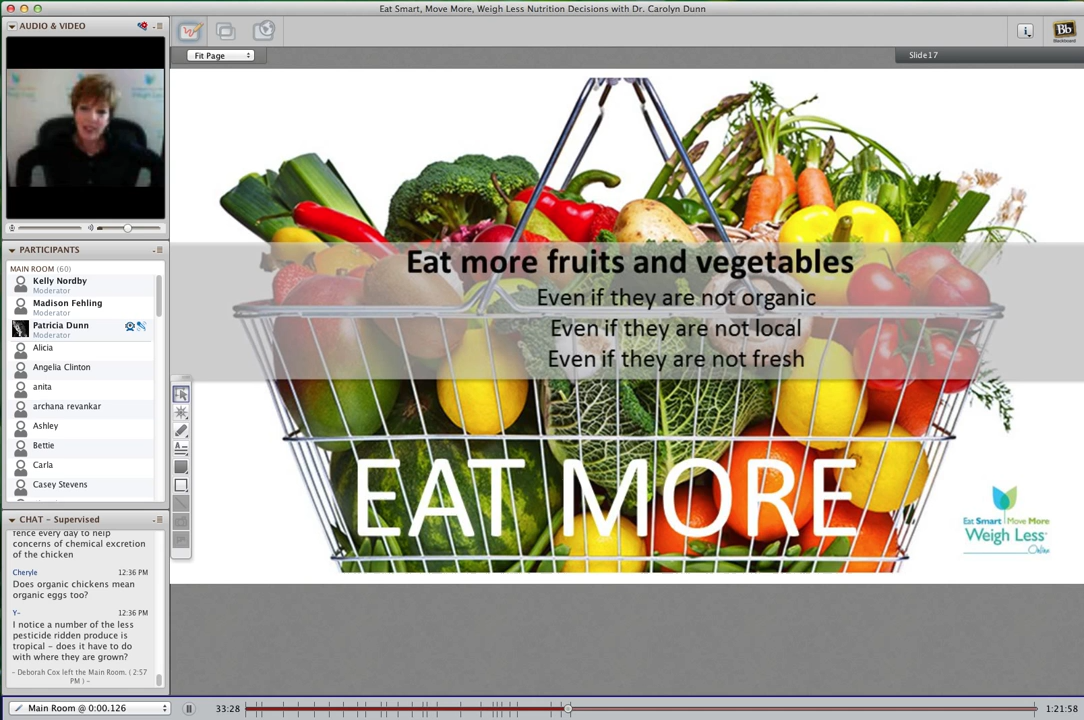 Eat Smart, Move More, Weigh Less Nutrition Decisions with Dr. Carolyn Dunn
AUDIO & VIDEO
Fit Page
Slide17
Bb
Blackboard
PARTICIPANTS
MAIN ROOM (60)
Kelly Nordby
Moderator
Madison Fehling
Moderator
Patricia Dunn
Moderator
Alicia
Angelia Clinton
anita
archana revankar
Ashley
Bettie
Carla
Casey Stevens
CHAT – Supervised
rence every day to help
concerns of chemical excretion
of the chicken
Cheryle 12:36 PM
Does organic chickens mean
organic eggs too?
Y- 12:36 PM
I notice a number of the less
pesticide ridden produce is
tropical – does it have to do
with where they are grown?
– Deborah Cox left the Main Room. ( 2:57
PM ) –
Eat more fruits and vegetables
Even if they are not organic
Even if they are not local
Even if they are not fresh
EAT MORE
Eat Smart Move More
Weigh Less
Online
Main Room @ 0:00.126
33:28
1:21:58